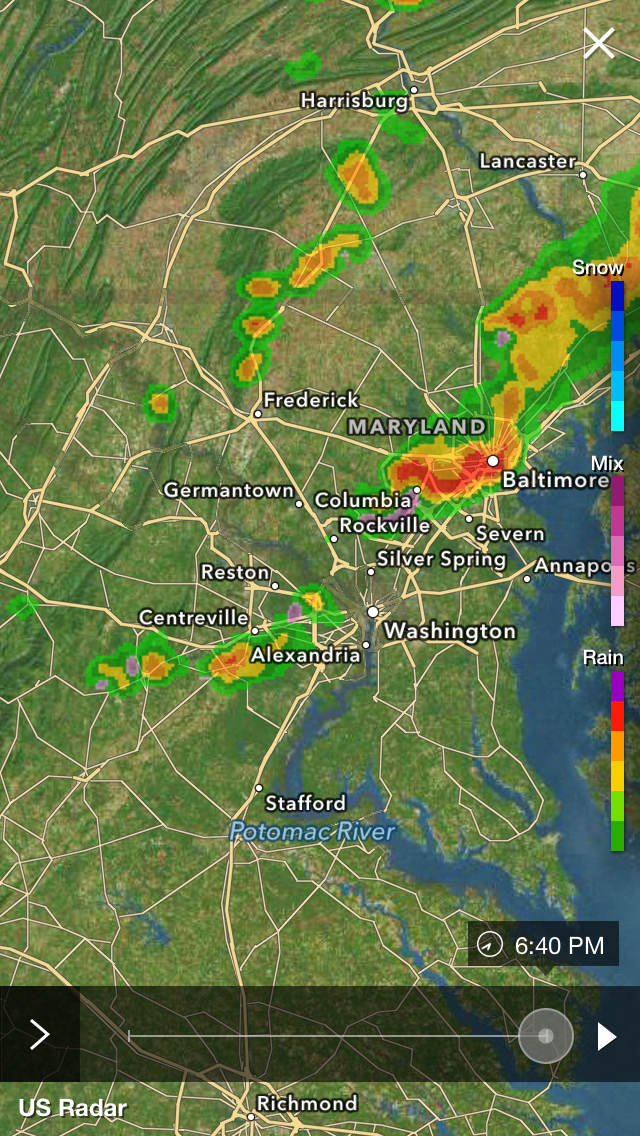 Harrisburg
Lancaster
Snow
Frederick
MARYLAND
Mix
Baltimore
Germantown
Columbia
Rockville
Severn
Silver Spring
Annapo s
Reston
Centreville
Washington
Alexandria
Rain
Stafford
Potomac River
6:40 PM
US Radar
Richmond